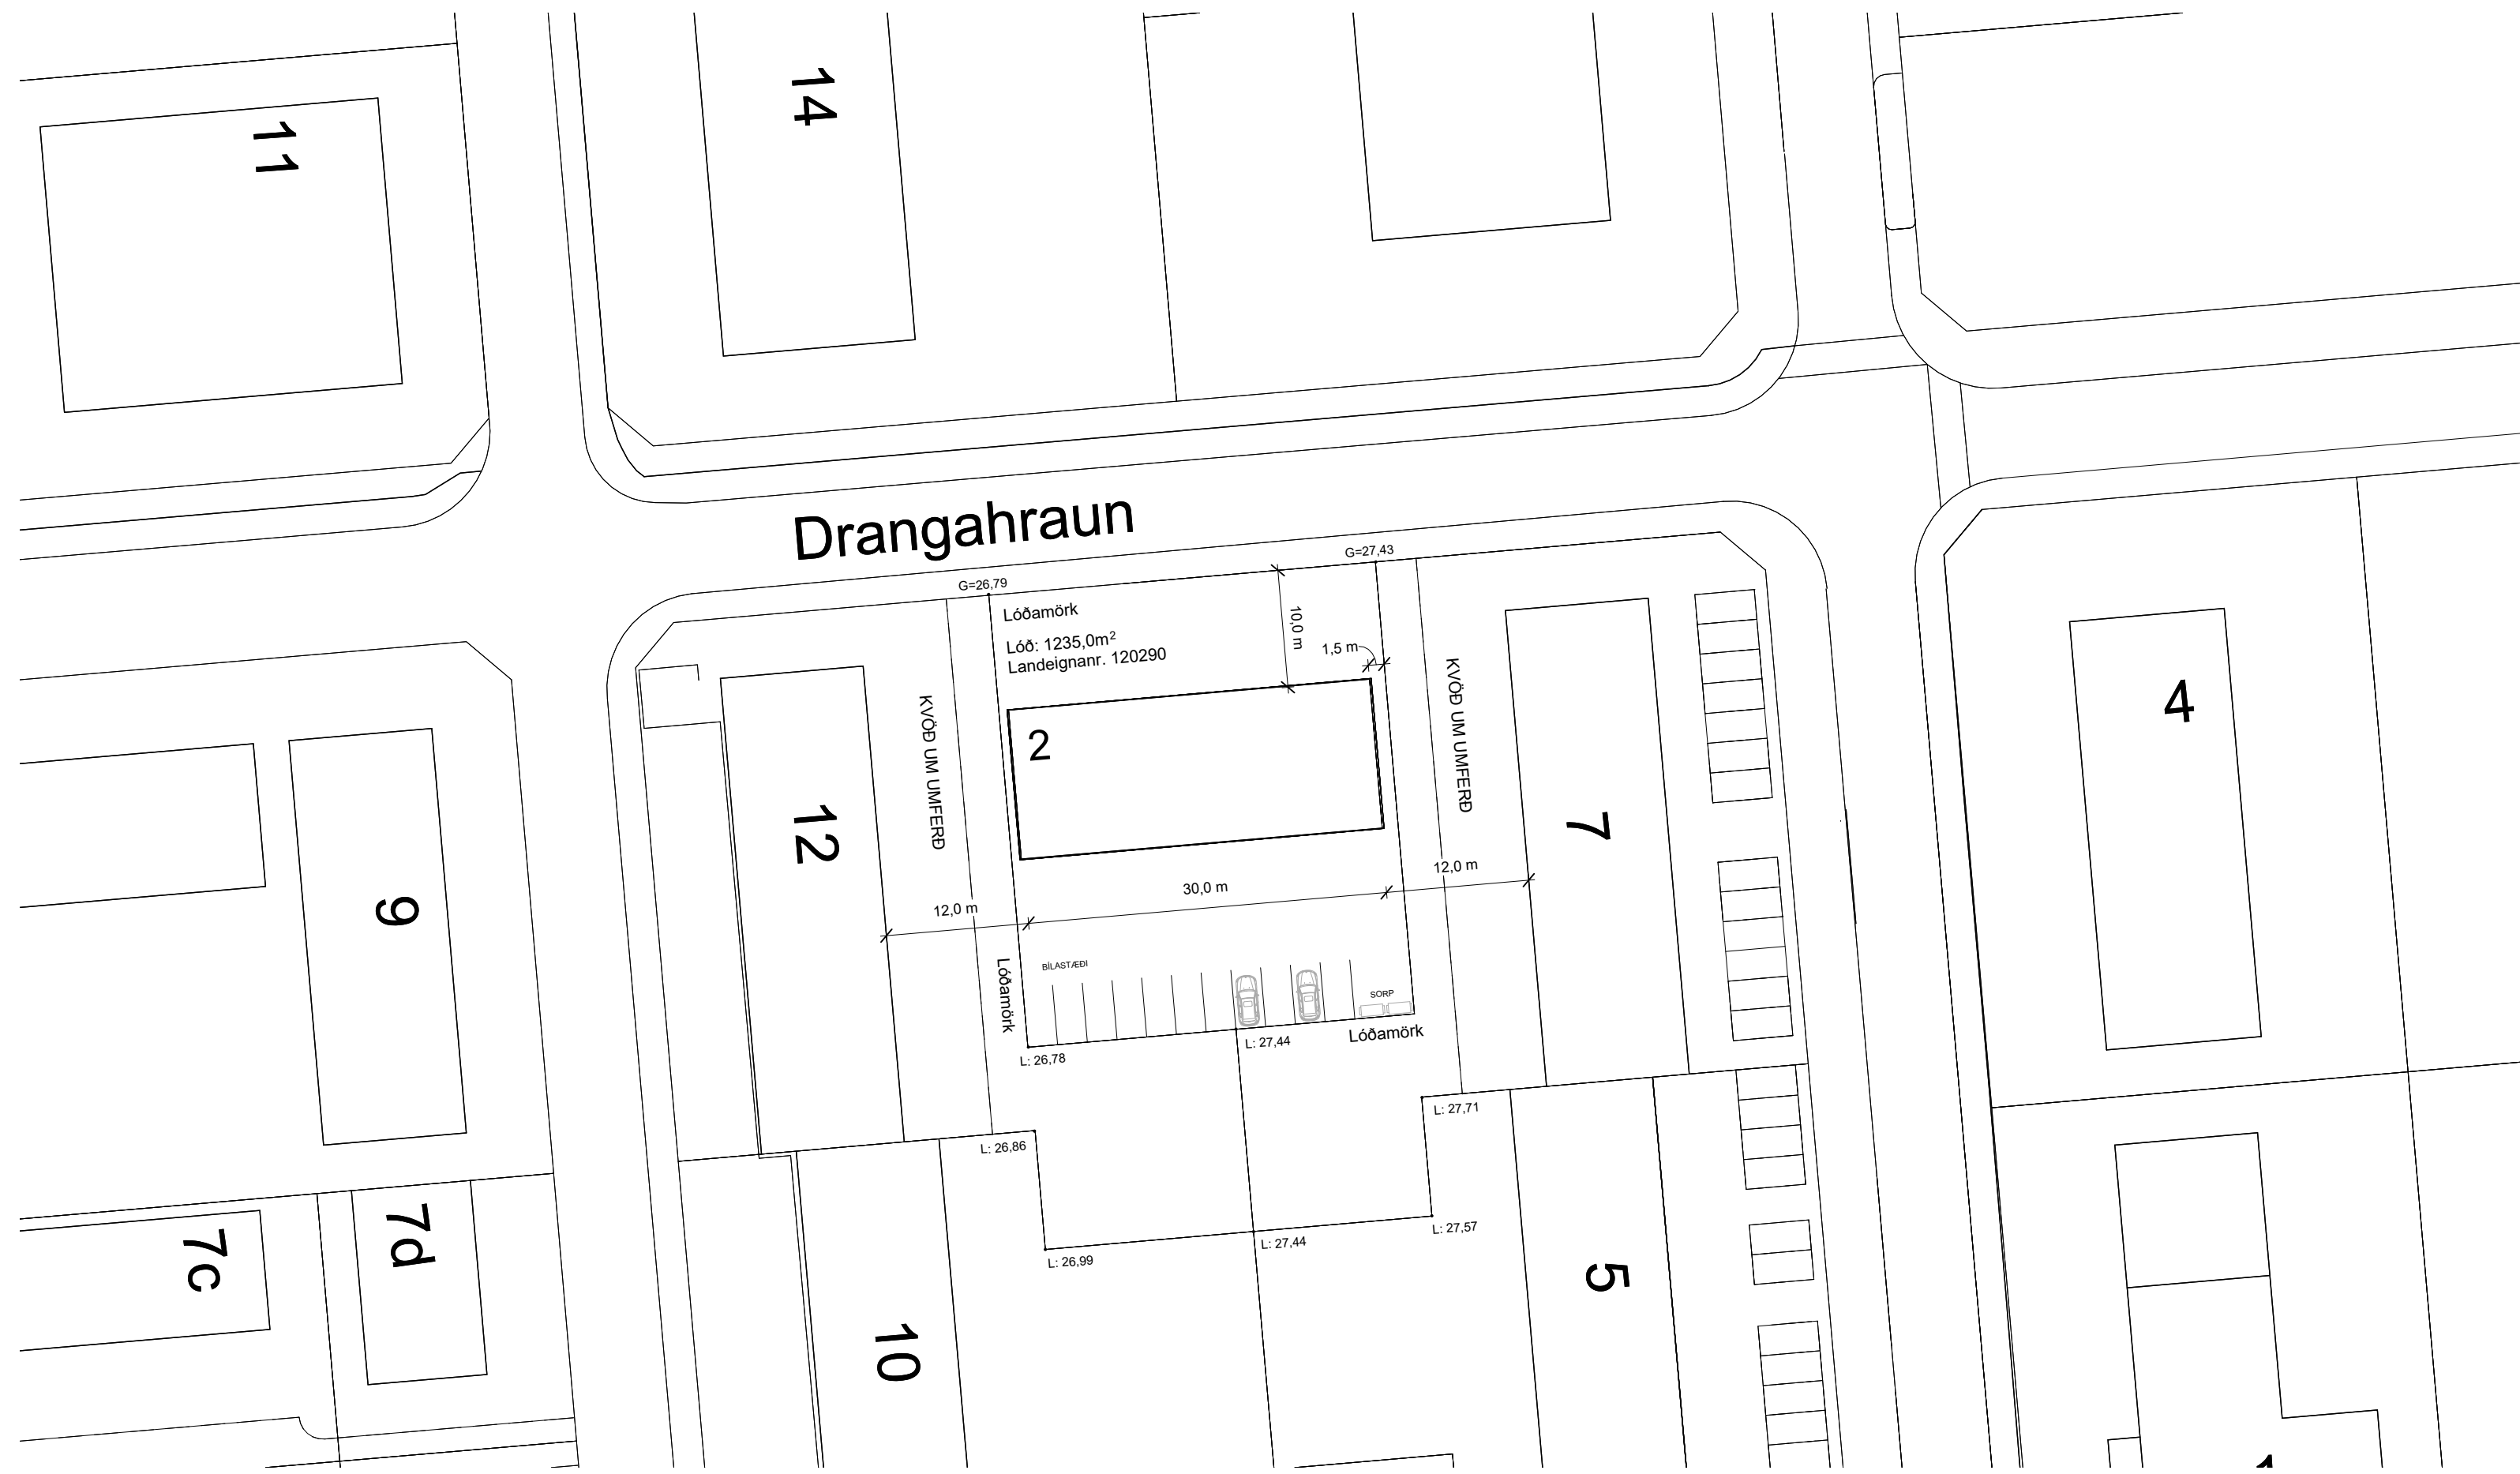 11
14
Drangahraun
G=27,43
G=26,79
Lóðamörk
Lóð: 1235,0m²
Landeignanr. 120290
10,0 m
1,5 m
KVÖÐ UM UMFERÐ
KVÖÐ UM UMFERÐ
2
4
12
7
9
12,0 m
30,0 m
12,0 m
BÍLASTÆÐI
Lóðamörk
SORP
Lóðamörk
L: 26,78
L: 27,44
L: 27,71
L: 26,86
L: 27,57
L: 27,44
L: 26,99
7c
7d
5
10